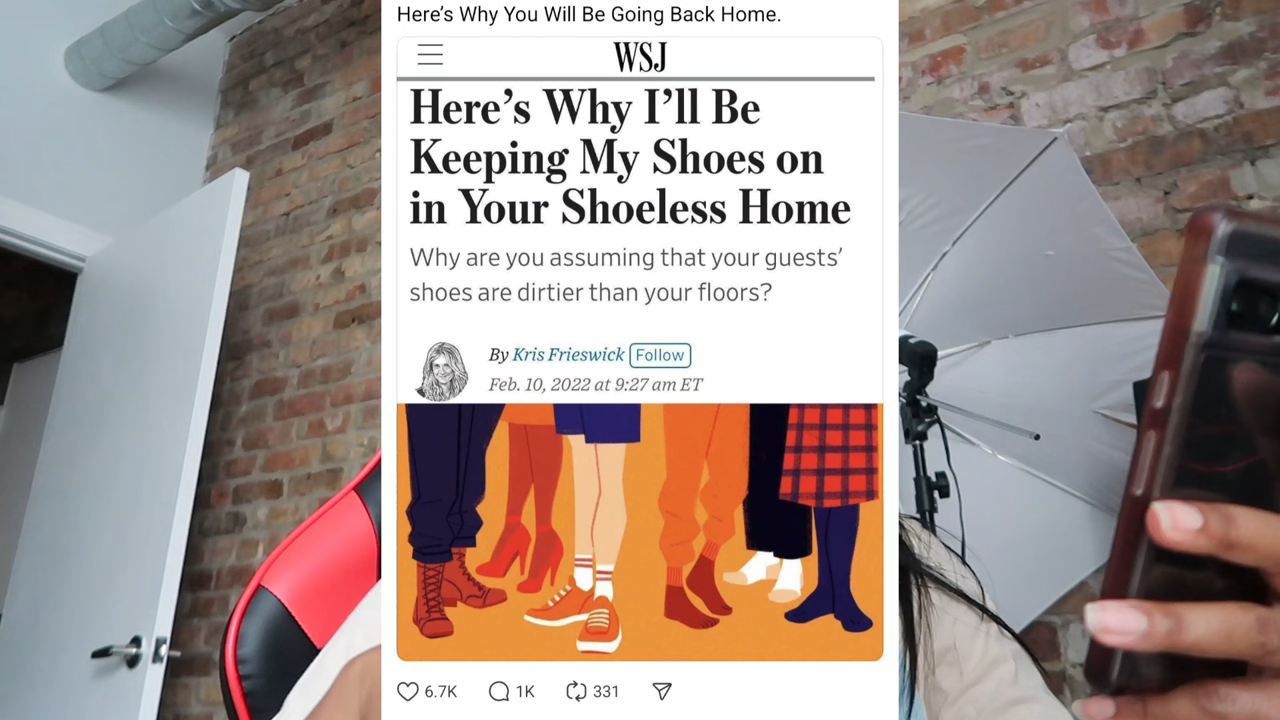 Here’s Why You Will Be Going Back Home.
WSJ
Here’s Why I’ll Be
Keeping My Shoes on
in Your Shoeless Home
Why are you assuming that your guests’
shoes are dirtier than your floors?
By Kris Frieswick Follow
Feb. 10, 2022 at 9:27 am ET
6.7K 1K 331